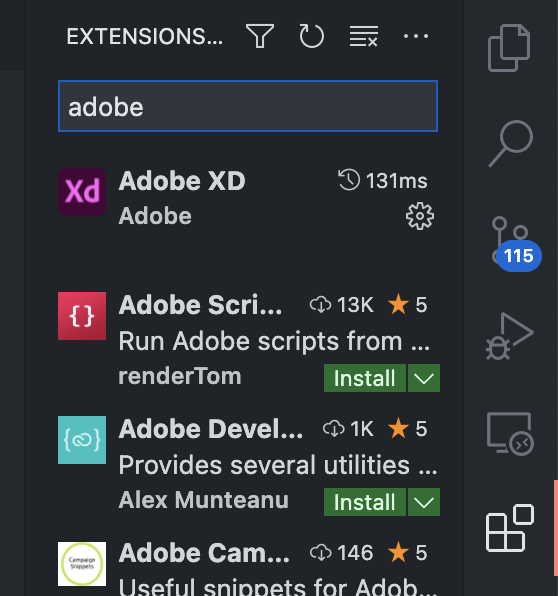 EXTENSIONS...
adobe
Xd
Adobe XD 131ms
Adobe
115
{} Adobe Scri... 13K ★ 5
Run Adobe scripts from ...
renderTom Install
Adobe Devel... 1K ★ 5
Provides several utilities ...
Alex Munteanu Install
Campaign Snippets
Adobe Cam... 146 ★ 5
Useful snippets for Adob...